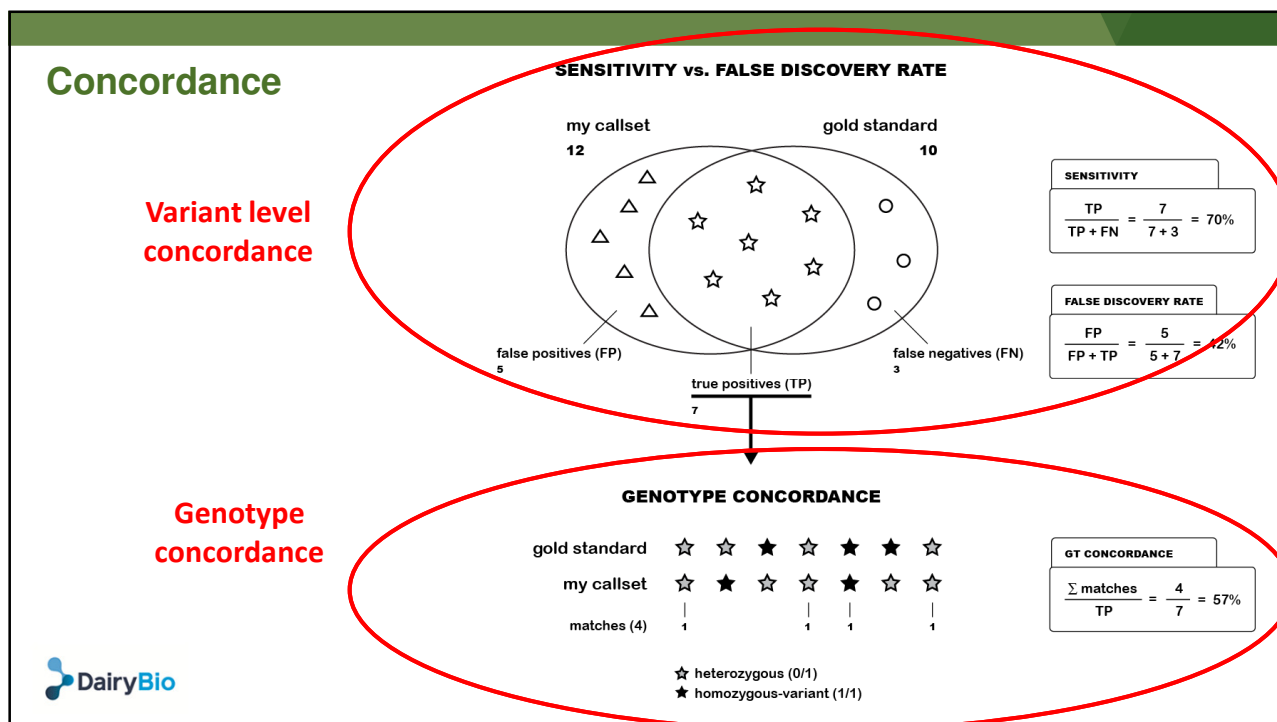 Concordance
SENSITIVITY vs. FALSE DISCOVERY RATE
my callset
12
gold standard
10
Variant level
concordance
false positives (FP)
5
true positives (TP)
7
false negatives (FN)
3
SENSITIVITY
TP / TP + FN = 7 / 7 + 3 = 70%
FALSE DISCOVERY RATE
FP / FP + TP = 5 / 5 + 7 = 42%
Genotype
concordance
GENOTYPE CONCORDANCE
gold standard
my callset
matches (4) 1 1 1 1
heterozygous (0/1)
homozygous-variant (1/1)
GT CONCORDANCE
∑ matches / TP = 4 / 7 = 57%
DairyBio